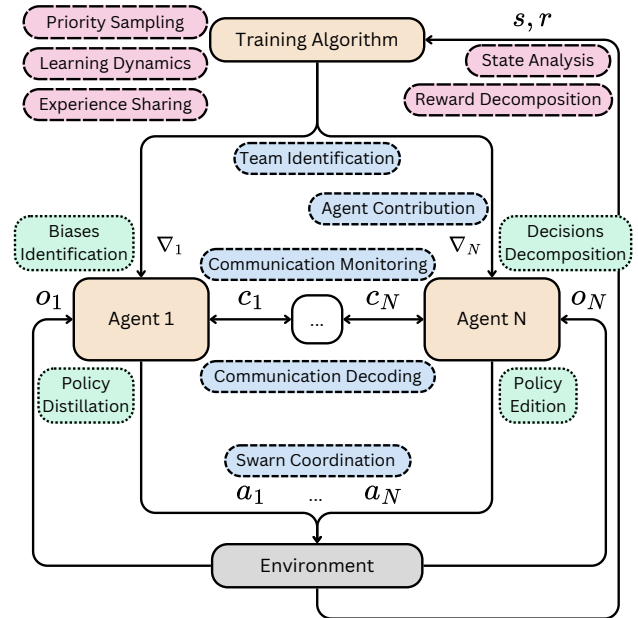 Priority Sampling
Learning Dynamics
Experience Sharing
Training Algorithm
s, r
State Analysis
Reward Decomposition
Team Identification
Agent Contribution
Biases
Identification
∇1
∇N
Decisions
Decomposition
Communication Monitoring
o1
c1
cN
oN
Agent 1
...
Agent N
Communication Decoding
Policy
Distillation
Policy
Edition
Swarn Coordination
a1 ... aN
Environment